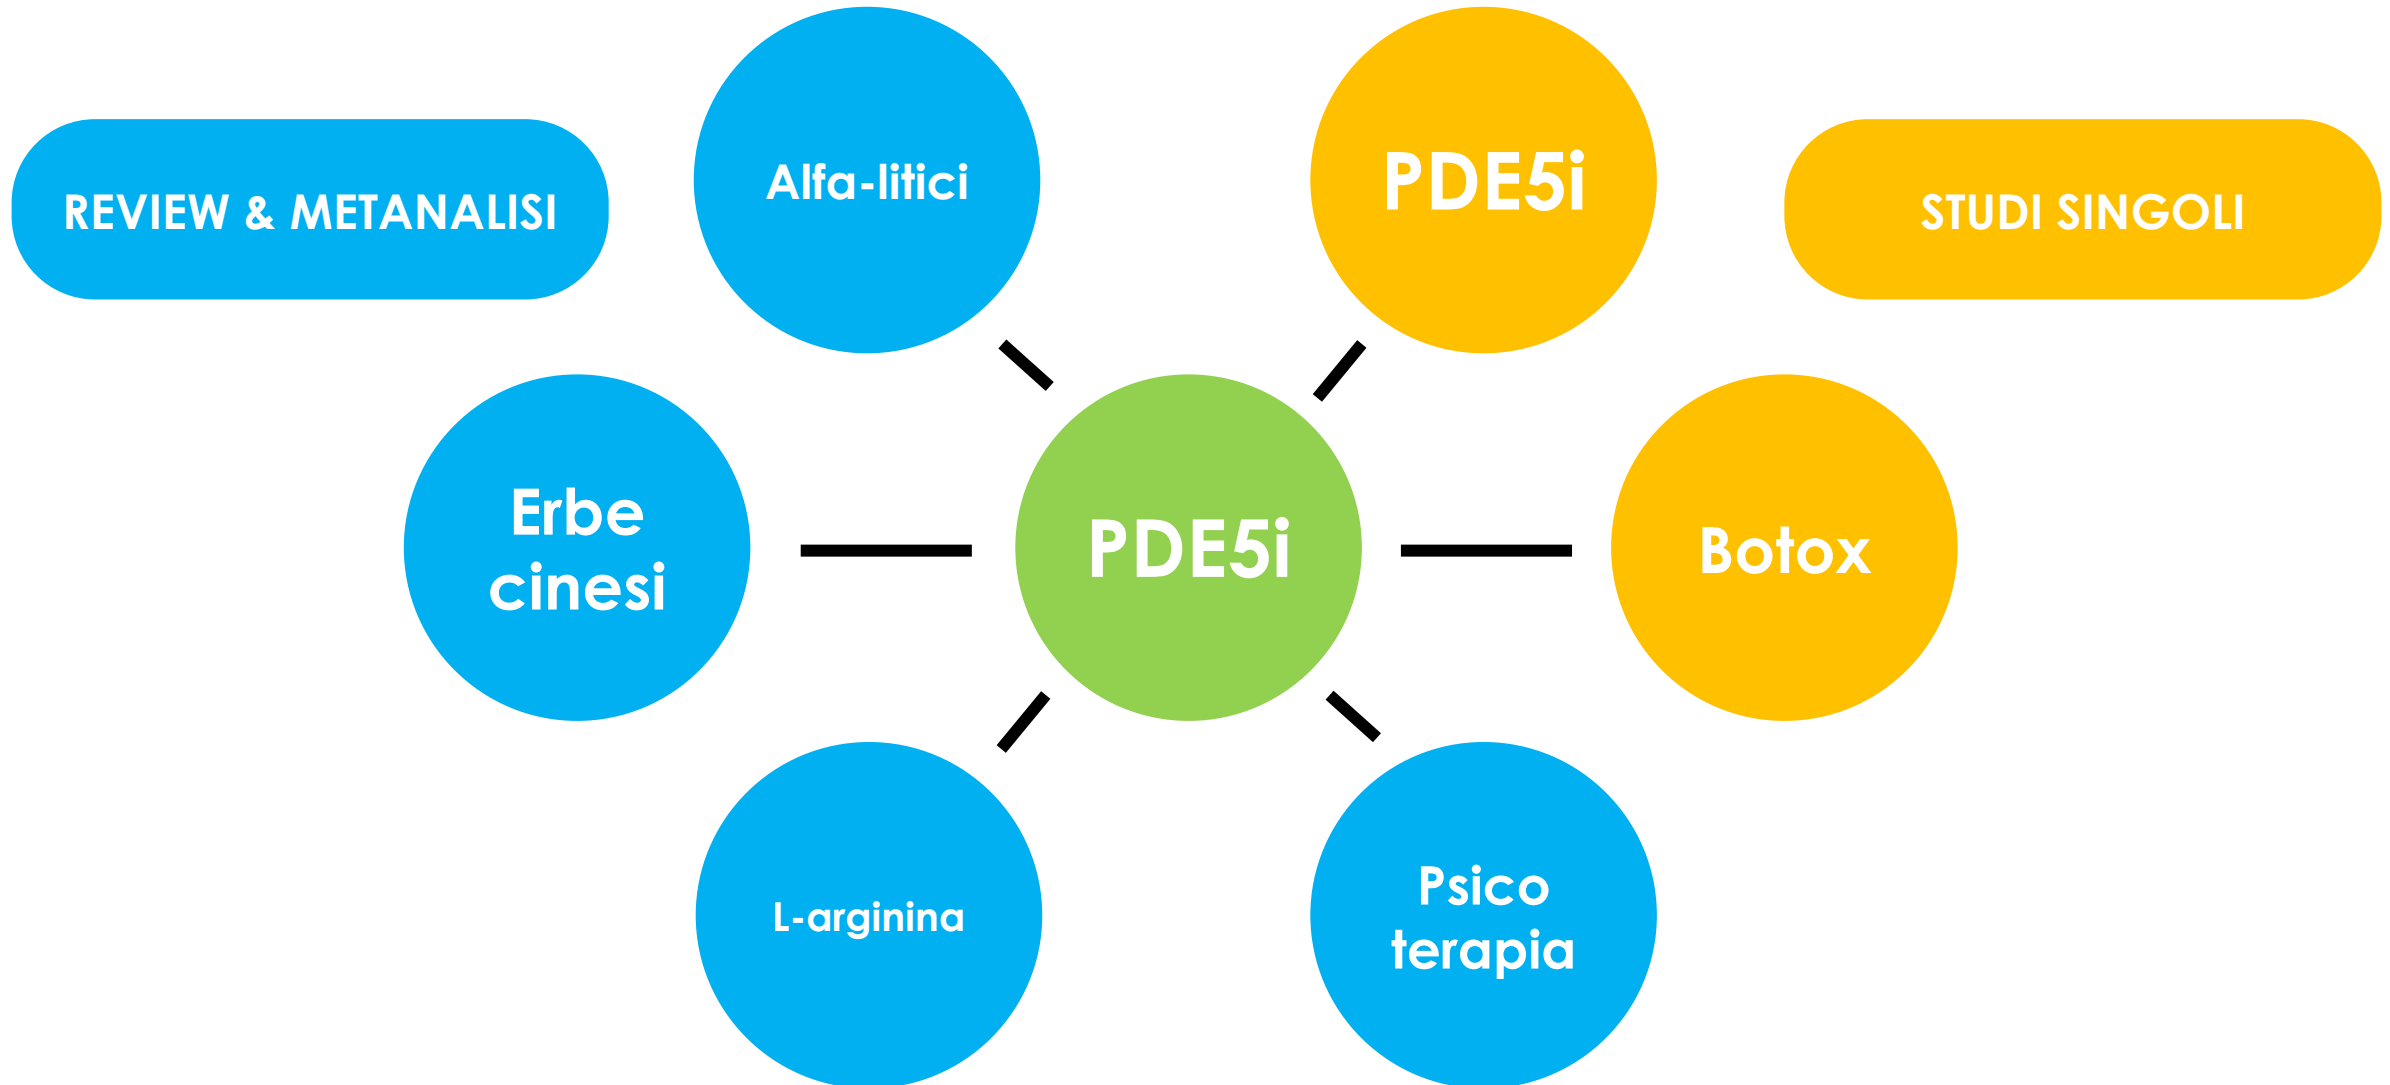 REVIEW & METANALISI
Alfa-litici
PDE5i
STUDI SINGOLI
Erbe
cinesi
PDE5i
Botox
L-arginina
Psico
terapia